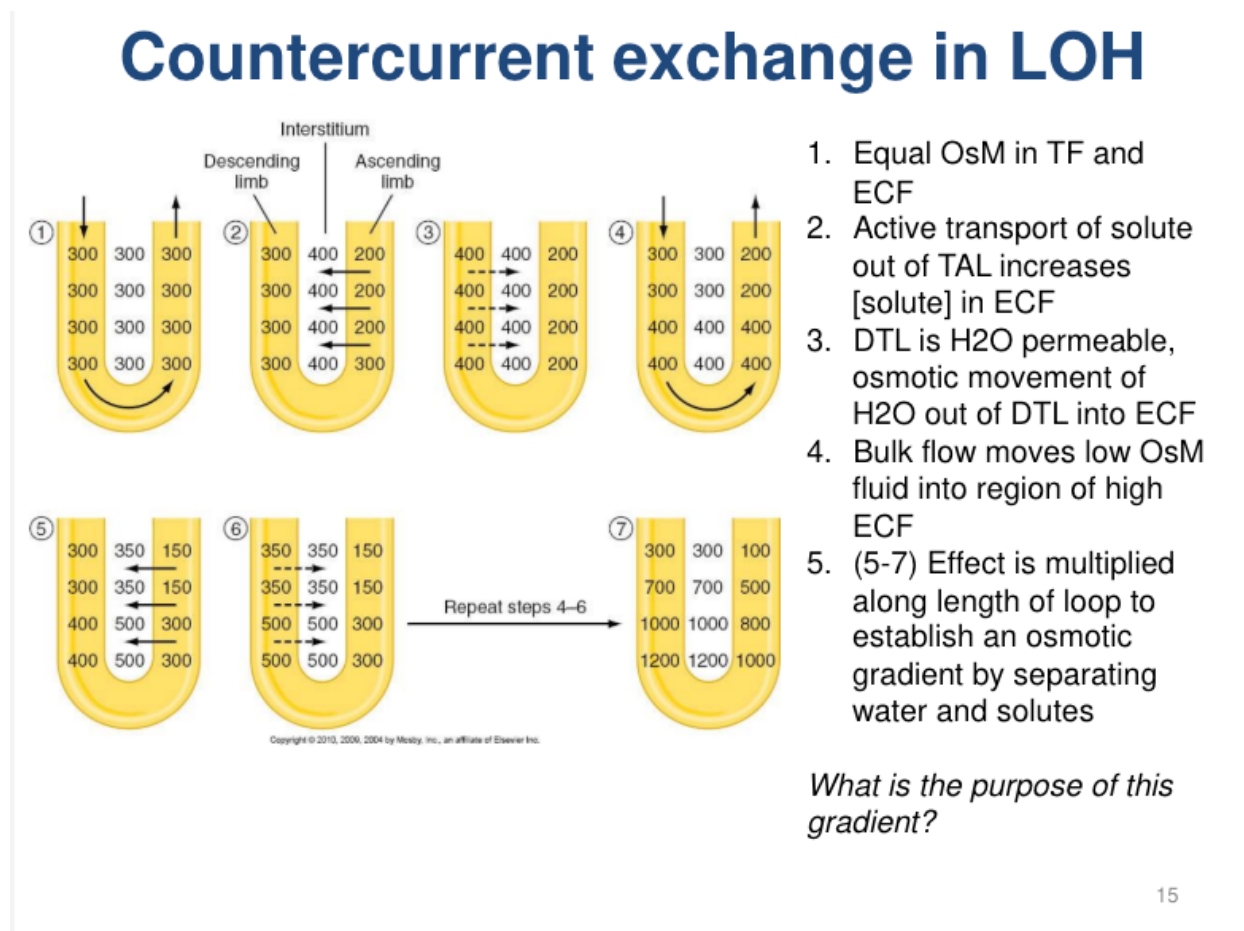 Countercurrent exchange in LOH
Interstitium
Descending limb
Ascending limb
① 300 300 300
300 300 300
300 300 300
300 300 300
② 300 400 200
300 400 200
300 400 200
300 400 300
③ 400 400 200
400 400 200
400 400 200
400 400 200
④ 300 300 200
300 300 200
400 400 400
400 400 400
⑤ 300 350 150
300 350 150
400 500 300
400 500 300
⑥ 350 350 150
350 350 150
500 500 300
500 500 300
Repeat steps 4–6
⑦ 300 300 100
700 700 500
1000 1000 800
1200 1200 1000
Copyright © 2010, 2009, 2004 by Mosby, Inc., an affiliate of Elsevier Inc.
1. Equal OsM in TF and
ECF
2. Active transport of solute
out of TAL increases
[solute] in ECF
3. DTL is H2O permeable,
osmotic movement of
H2O out of DTL into ECF
4. Bulk flow moves low OsM
fluid into region of high
ECF
5. (5-7) Effect is multiplied
along length of loop to
establish an osmotic
gradient by separating
water and solutes
What is the purpose of this
gradient?
15